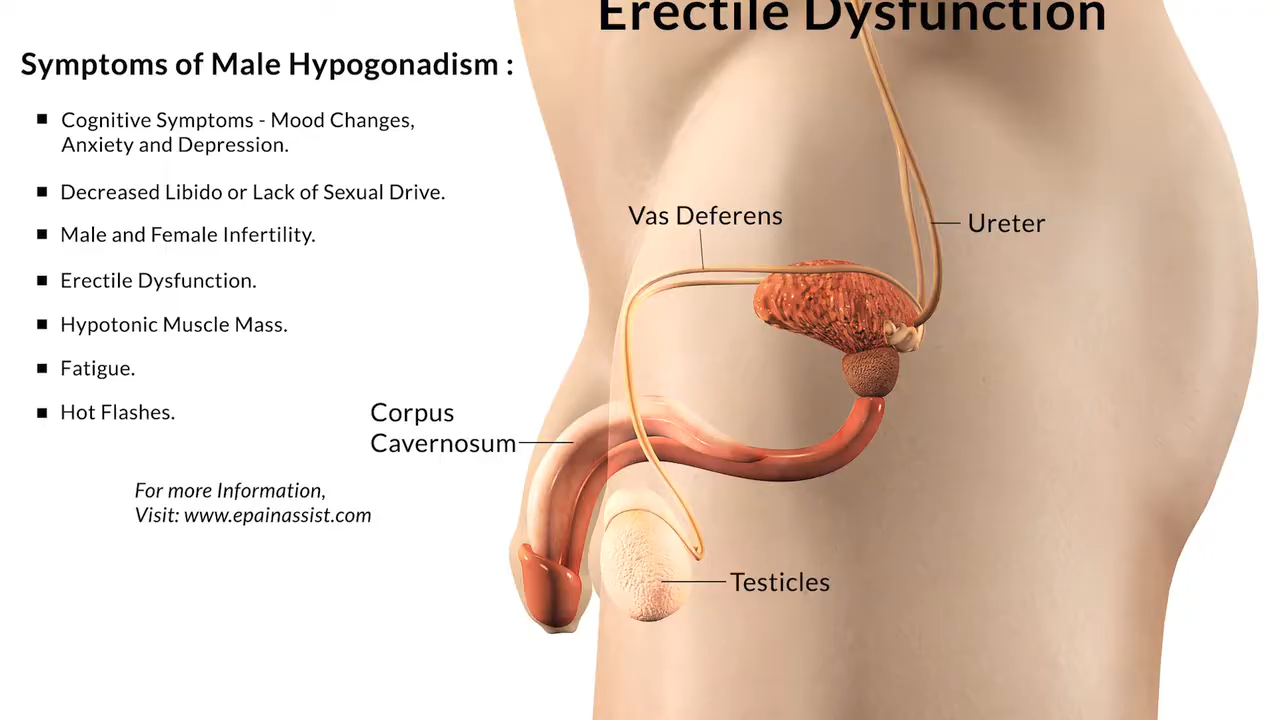 Erectile Dysfunction
Symptoms of Male Hypogonadism :
Cognitive Symptoms - Mood Changes,
Anxiety and Depression.
Decreased Libido or Lack of Sexual Drive.
Male and Female Infertility.
Erectile Dysfunction.
Hypotonic Muscle Mass.
Fatigue.
Hot Flashes.
For more Information,
Visit: www.epainassist.com
Vas Deferens
Ureter
Corpus
Cavernosum
Testicles